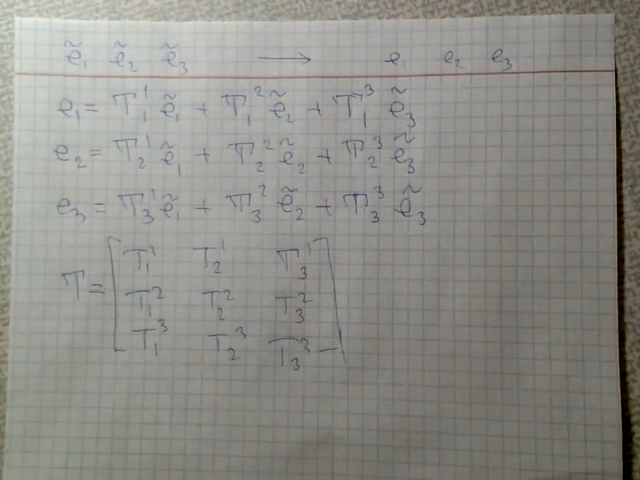 ẽ₁ ẽ₂ ẽ₃ → e₁ e₂ e₃
e₁ = T₁¹ ẽ₁ + T₁² ẽ₂ + T₁³ ẽ₃
e₂ = T₂¹ ẽ₁ + T₂² ẽ₂ + T₂³ ẽ₃
e₃ = T₃¹ ẽ₁ + T₃² ẽ₂ + T₃³ ẽ₃
T₁¹ T₂¹ T₃¹
T = T₁² T₂² T₃²
T₁³ T₂³ T₃³